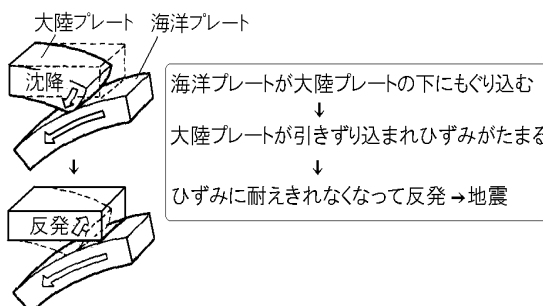 大陸プレート 海洋プレート
沈降
海洋プレートが大陸プレートの下にもぐり込む
↓
大陸プレートが引きずり込まれひずみがたまる
↓
ひずみに耐えきれなくなって反発→地震
↓
反発